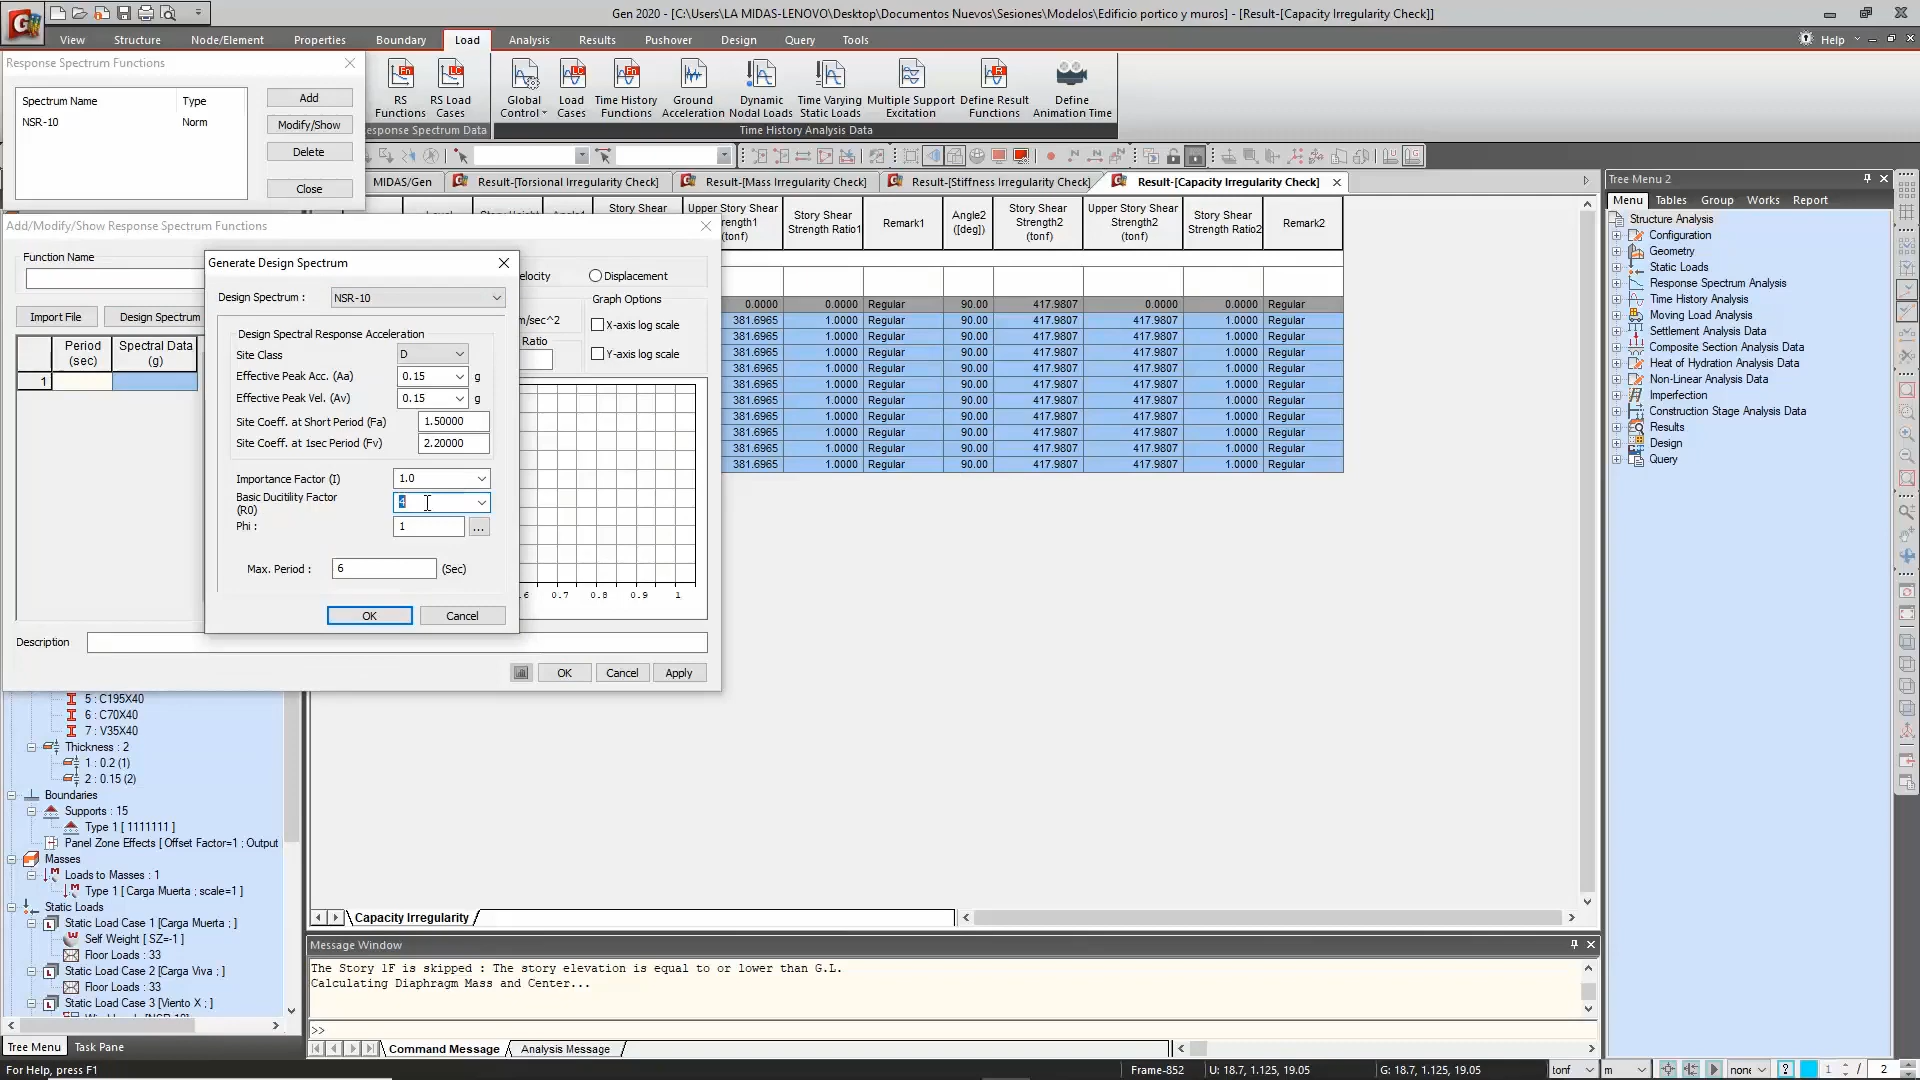 Gen 2020 - [C:\Users\LA MIDAS-LENOVO\Desktop\Documentos Nuevos\Sesiones\Modelos\Edificio portico y muros] - [Result-[Capacity Irregularity Check]]
View Structure Node/Element Properties Boundary Load Analysis Results Pushover Design Query Tools Help
Response Spectrum Functions
Spectrum Name Type
NSR-10 Norm
Add
Modify/Show
Delete
Close
RS Functions
RS Load Cases
Response Spectrum Data
Global Control
Load Cases
Time History Functions
Ground Acceleration
Dynamic Nodal Loads
Time Varying Static Loads
Multiple Support Excitation
Define Result Functions
Define Animation Time
Time History Analysis Data
MIDAS/Gen
Result-[Torsional Irregularity Check]
Result-[Mass Irregularity Check]
Result-[Stiffness Irregularity Check]
Result-[Capacity Irregularity Check]
Add/Modify/Show Response Spectrum Functions
Function Name
Import File
Design Spectrum
Period (sec)
Spectral Data (g)
1
Displacement
Graph Options
X-axis log scale
Y-axis log scale
Ratio
0.7 0.8 0.9 1
Description
OK Cancel Apply
Generate Design Spectrum
Design Spectrum : NSR-10
Design Spectral Response Acceleration
Site Class D
Effective Peak Acc. (Aa) 0.15 g
Effective Peak Vel. (Av) 0.15 g
Site Coeff. at Short Period (Fa) 1.50000
Site Coeff. at 1sec Period (Fv) 2.20000
Importance Factor (I) 1.0
Basic Ducitility Factor (R0) 4
Phi : 1 ...
Max. Period : 6 (Sec)
OK Cancel
Story Shear Upper Story Shear Strength1 (tonf) Story Shear Strength Ratio1 Remark1 Angle2 ([deg]) Story Shear Strength2 (tonf) Upper Story Shear Strength2 (tonf) Story Shear Strength Ratio2 Remark2
0.0000 0.0000 Regular 90.00 417.9807 0.0000 0.0000 Regular
381.6965 1.0000 Regular 90.00 417.9807 417.9807 1.0000 Regular
381.6965 1.0000 Regular 90.00 417.9807 417.9807 1.0000 Regular
381.6965 1.0000 Regular 90.00 417.9807 417.9807 1.0000 Regular
381.6965 1.0000 Regular 90.00 417.9807 417.9807 1.0000 Regular
381.6965 1.0000 Regular 90.00 417.9807 417.9807 1.0000 Regular
381.6965 1.0000 Regular 90.00 417.9807 417.9807 1.0000 Regular
381.6965 1.0000 Regular 90.00 417.9807 417.9807 1.0000 Regular
381.6965 1.0000 Regular 90.00 417.9807 417.9807 1.0000 Regular
381.6965 1.0000 Regular 90.00 417.9807 417.9807 1.0000 Regular
381.6965 1.0000 Regular 90.00 417.9807 417.9807 1.0000 Regular
Tree Menu 2
Menu Tables Group Works Report
Structure Analysis
Configuration
Geometry
Static Loads
Response Spectrum Analysis
Time History Analysis
Moving Load Analysis
Settlement Analysis Data
Composite Section Analysis Data
Heat of Hydration Analysis Data
Non-Linear Analysis Data
Imperfection
Construction Stage Analysis Data
Results
Design
Query
5 : C195X40
6 : C70X40
7 : V35X40
Thickness : 2
1 : 0.2 (1)
2 : 0.15 (2)
Boundaries
Supports : 15
Type 1 [ 1111111 ]
Panel Zone Effects [ Offset Factor=1 ; Output
Masses
Loads to Masses : 1
Type 1 [ Carga Muerta ; scale=1 ]
Static Loads
Static Load Case 1 [Carga Muerta ; ]
Self Weight [ SZ=-1 ]
Floor Loads : 33
Static Load Case 2 [Carga Viva ; ]
Floor Loads : 33
Static Load Case 3 [Viento X ; ]
Tree Menu Task Pane
Capacity Irregularity
Message Window
The Story 1F is skipped : The story elevation is equal to or lower than G.L.
Calculating Diaphragm Mass and Center...
>>
Command Message Analysis Message
For Help, press F1
Frame-852 U: 18.7, 1.125, 19.05 G: 18.7, 1.125, 19.05 tonf m none ? 1 / 2